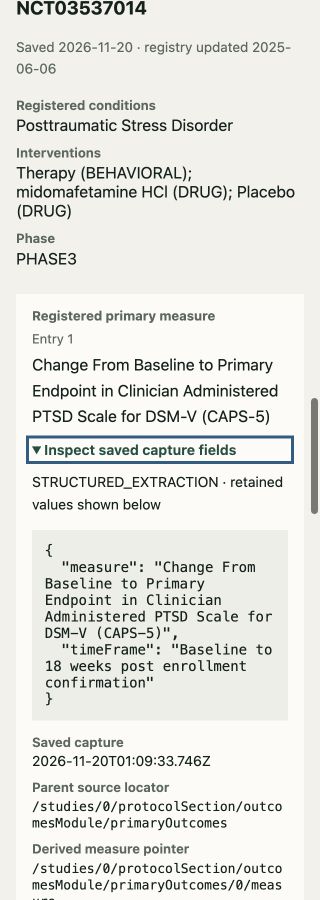 NCT03537014
Saved 2026-11-20 · registry updated 2025-
06-06
Registered conditions
Posttraumatic Stress Disorder
Interventions
Therapy (BEHAVIORAL);
midomafetamine HCl (DRUG); Placebo
(DRUG)
Phase
PHASE3
Registered primary measure
Entry 1
Change From Baseline to Primary
Endpoint in Clinician Administered
PTSD Scale for DSM-V (CAPS-5)
▼ Inspect saved capture fields
STRUCTURED_EXTRACTION · retained
values shown below
{
  "measure": "Change From
Baseline to Primary
Endpoint in Clinician
Administered PTSD Scale for
DSM-V (CAPS-5)",
  "timeFrame": "Baseline to
18 weeks post enrollment
confirmation"
}
Saved capture
2026-11-20T01:09:33.746Z
Parent source locator
/studies/0/protocolSection/outco
mesModule/primaryOutcomes
Derived measure pointer
/studies/0/protocolSection/outco
mesModule/primaryOutcomes/0/meas